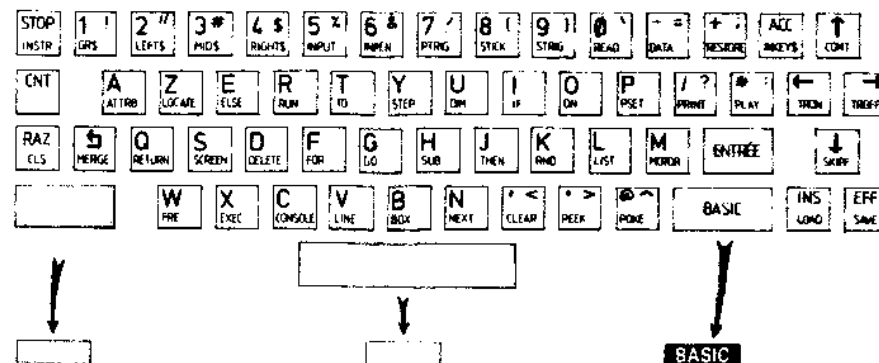 STOP 1 ! 2 " 3 # 4 $ 5 % 6 & 7 ' 8 ( 9 ) 0 ` - = + ; ACC ↑
INSTR GR$ LEFT$ MID$ RIGHT$ INPUT INPEN PTRIG STICK STRIG READ DATA RESTORE INKEY$ CONT
CNT A Z E R T Y U I O P / ? * : ← →
ATTRB LOCATE ELSE RUN TO STEP DIM IF ON PSET PRINT PLAY TRON TROFF
RAZ Q S D F G H J K L M ENTRÉE ↓
CLS MERGE RETURN SCREEN DELETE FOR GO SUB THEN RND LIST MOTOR SKIPF
W X C V B N , < . > @ ^ BASIC INS EFF
FRE EXEC CONSOLE LINE BOX NEXT CLEAR PEEK POKE LOAD SAVE
BASIC